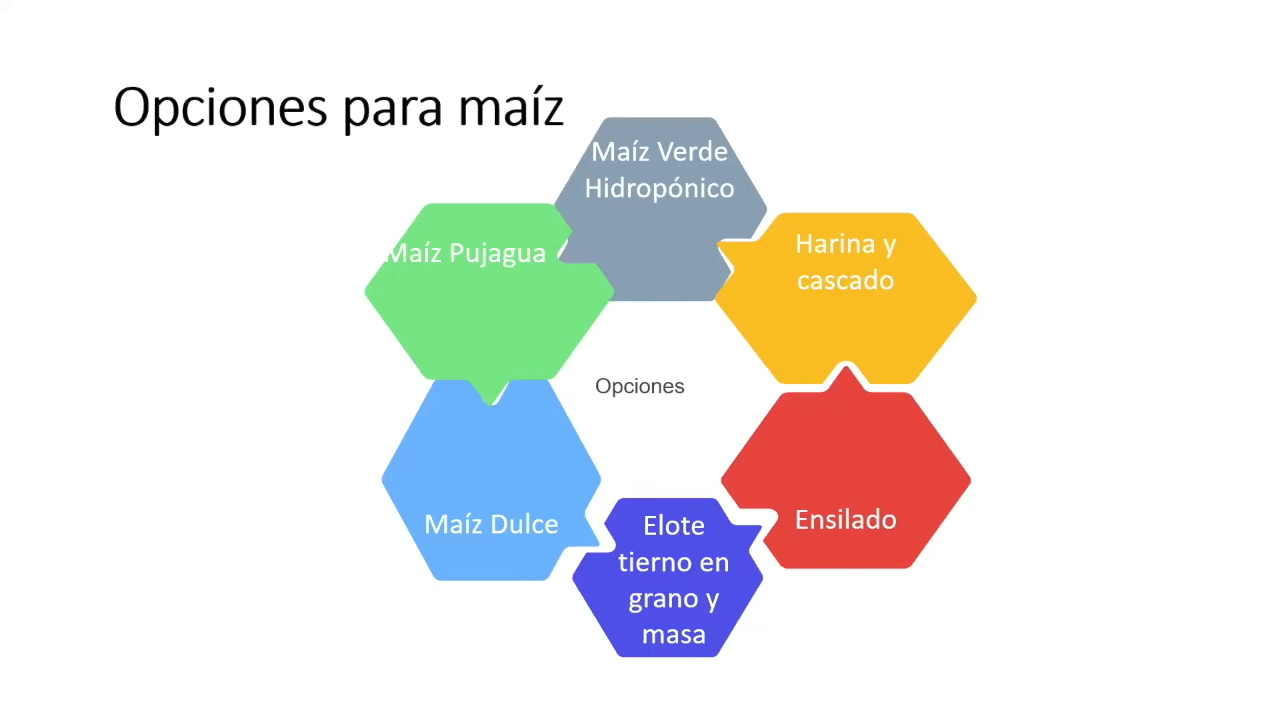 Opciones para maíz
Maíz Verde
Hidropónico
Harina y
cascado
Maíz Pujagua
Opciones
Ensilado
Maíz Dulce
Elote
tierno en
grano y
masa